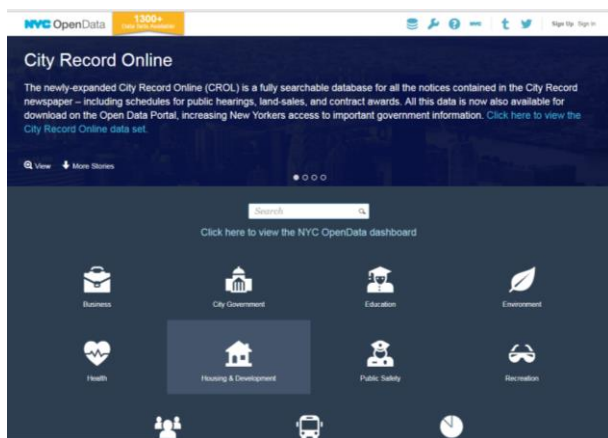 NYC OpenData
1300+
Data Sets Available
Sign Up Sign In
City Record Online
The newly-expanded City Record Online (CROL) is a fully searchable database for all the notices contained in the City Record
newspaper – including schedules for public hearings, land-sales, and contract awards. All this data is now also available for
download on the Open Data Portal, increasing New Yorkers access to important government information. Click here to view the
City Record Online data set.
View More Stories
Search
Click here to view the NYC OpenData dashboard
Business City Government Education Environment
Health Housing & Development Public Safety Recreation